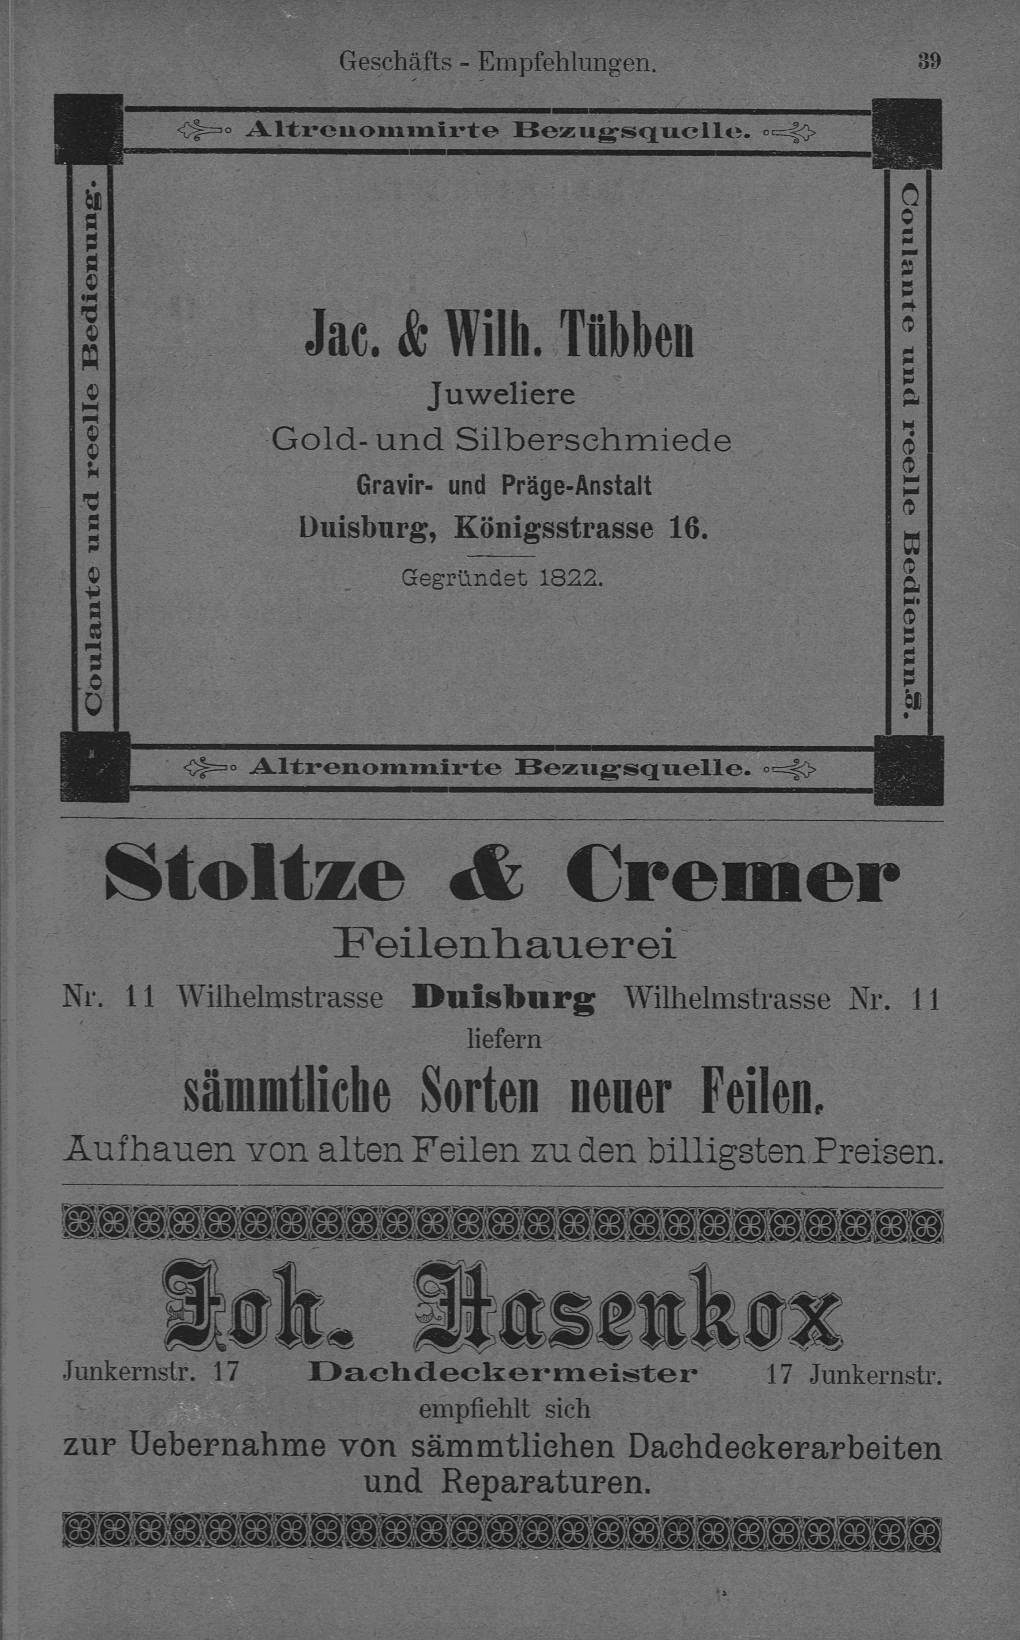 Geschäfts - Empfehlungen. 39
Altrenommirte Bezugsquelle.
Coulante und reelle Bedienung.
Coulante und reelle Bedienung.
Jac. & Wilh. Tübben
Juweliere
Gold- und Silberschmiede
Gravir- und Präge-Anstalt
Duisburg, Königsstrasse 16.
Gegründet 1822.
Altrenommirte Bezugsquelle.
Stoltze & Cremer
Feilenhauerei
Nr. 11 Wilhelmstrasse Duisburg Wilhelmstrasse Nr. 11
liefern
sämmtliche Sorten neuer Feilen.
Aufhauen von alten Feilen zu den billigsten Preisen.
Joh. Hasenkox
Junkernstr. 17 Dachdeckermeister 17 Junkernstr.
empfiehlt sich
zur Uebernahme von sämmtlichen Dachdeckerarbeiten
und Reparaturen.